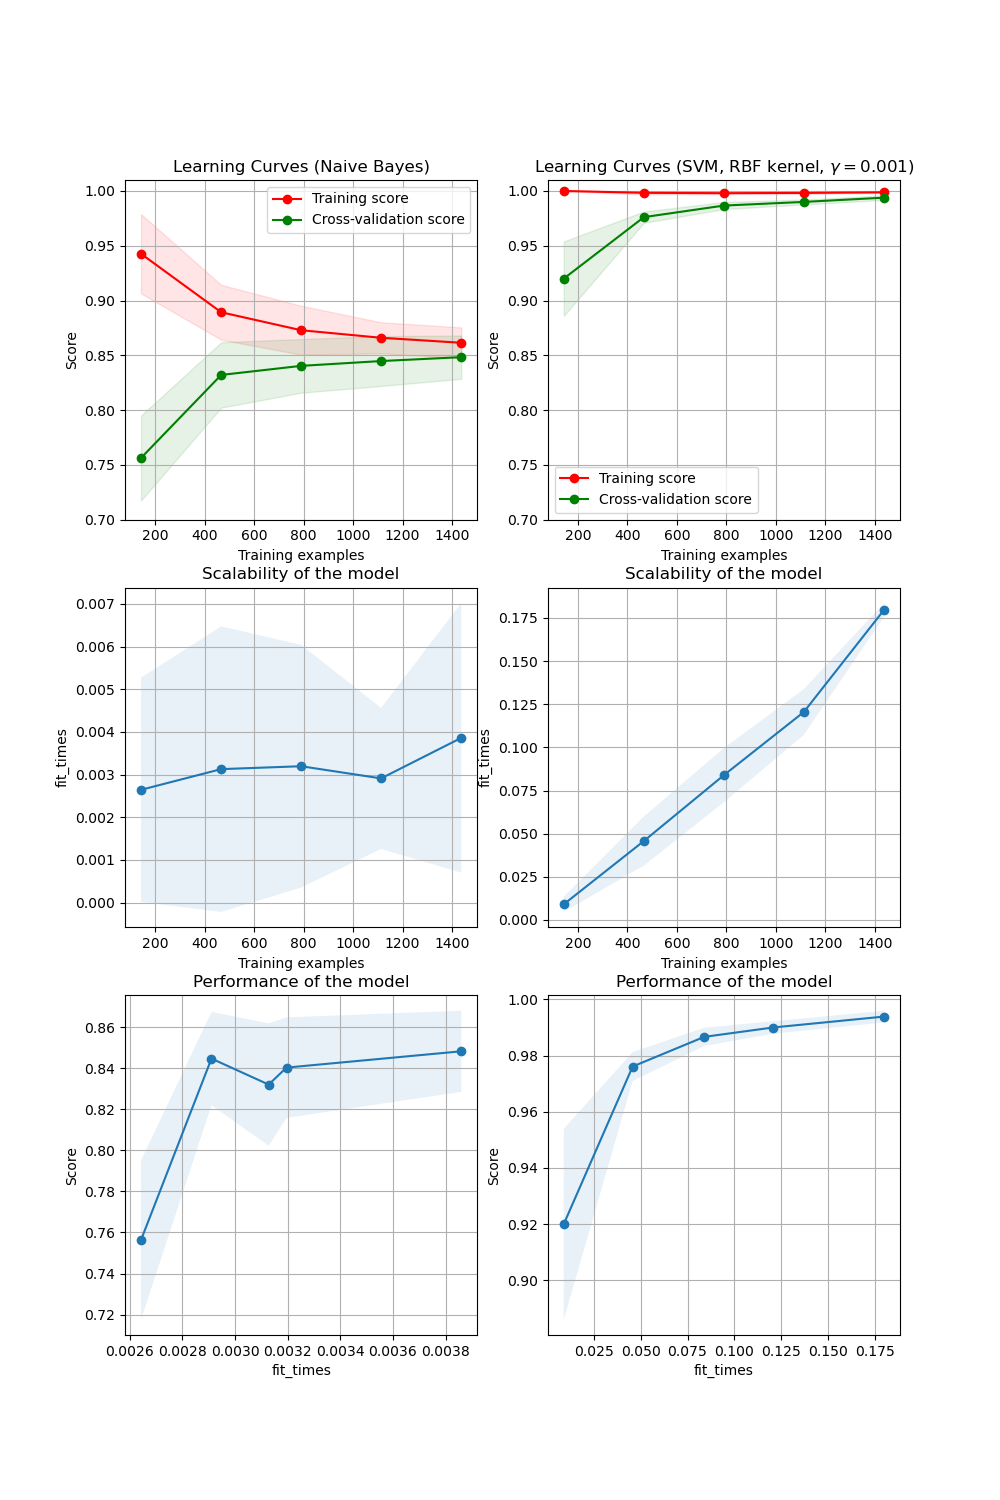 Learning Curves (Naive Bayes)
1.00
0.95
0.90
0.85
0.80
0.75
0.70
Score
Training score
Cross-validation score
200 400 600 800 1000 1200 1400
Training examples
Learning Curves (SVM, RBF kernel, γ = 0.001)
1.00
0.95
0.90
0.85
0.80
0.75
0.70
Score
Training score
Cross-validation score
200 400 600 800 1000 1200 1400
Training examples
Scalability of the model
0.007
0.006
0.005
0.004
0.003
0.002
0.001
0.000
fit_times
200 400 600 800 1000 1200 1400
Training examples
Scalability of the model
0.175
0.150
0.125
0.100
0.075
0.050
0.025
0.000
fit_times
200 400 600 800 1000 1200 1400
Training examples
Performance of the model
0.86
0.84
0.82
0.80
0.78
0.76
0.74
0.72
Score
0.0026 0.0028 0.0030 0.0032 0.0034 0.0036 0.0038
fit_times
Performance of the model
1.00
0.98
0.96
0.94
0.92
0.90
Score
0.025 0.050 0.075 0.100 0.125 0.150 0.175
fit_times